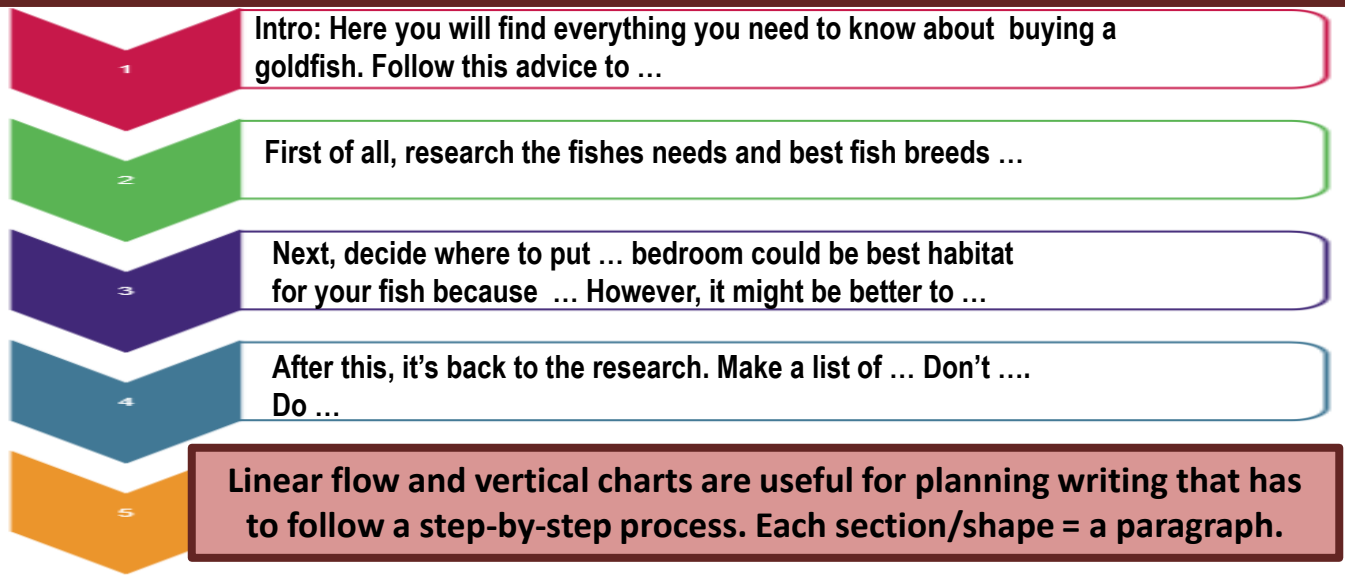 1
Intro: Here you will find everything you need to know about  buying a
goldfish. Follow this advice to …
2
First of all, research the fishes needs and best fish breeds …
3
Next, decide where to put … bedroom could be best habitat
for your fish because  … However, it might be better to …
4
After this, it’s back to the research. Make a list of … Don’t ….
Do …
5
Linear flow and vertical charts are useful for planning writing that has
to follow a step-by-step process. Each section/shape = a paragraph.